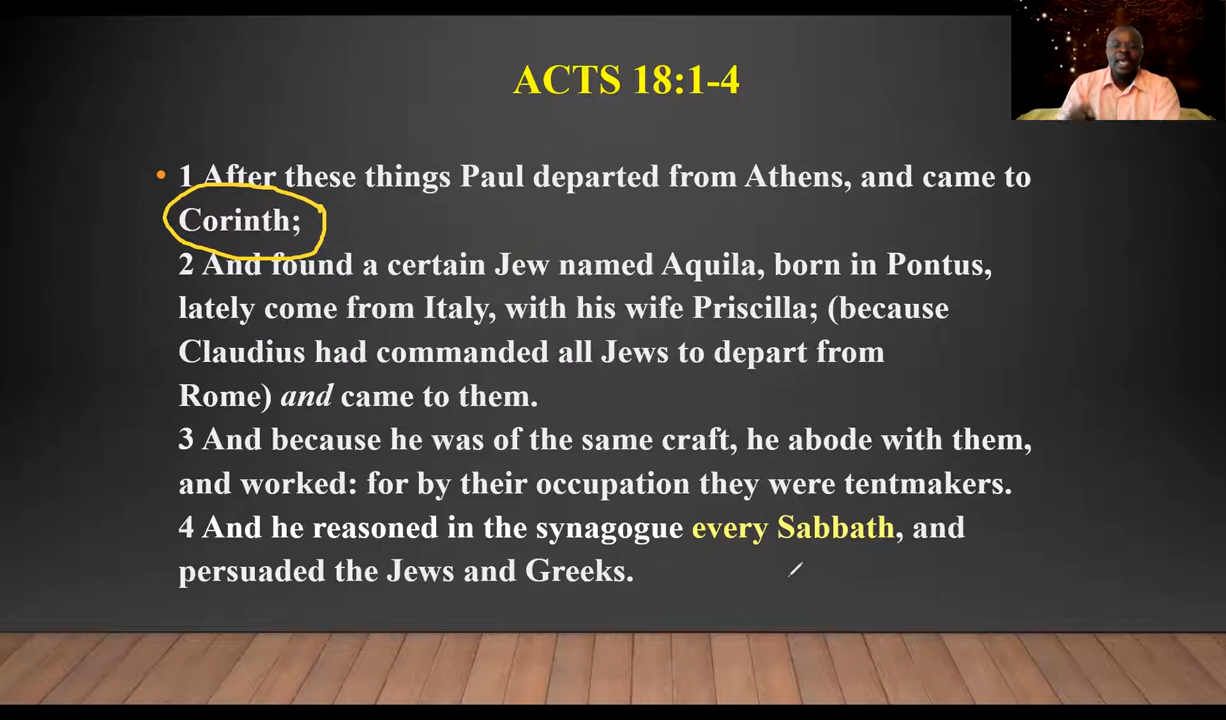 ACTS 18:1-4
• 1 After these things Paul departed from Athens, and came to
Corinth;
2 And found a certain Jew named Aquila, born in Pontus,
lately come from Italy, with his wife Priscilla; (because
Claudius had commanded all Jews to depart from
Rome) and came to them.
3 And because he was of the same craft, he abode with them,
and worked: for by their occupation they were tentmakers.
4 And he reasoned in the synagogue every Sabbath, and
persuaded the Jews and Greeks.